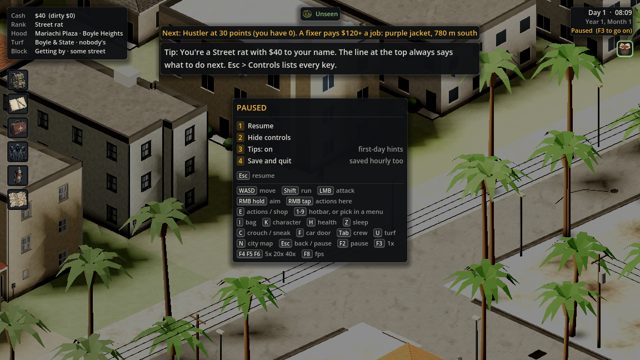 Cash $40 (dirty $0)
Rank Street rat
Hood Mariachi Plaza · Boyle Heights
Turf Boyle & State · nobody's
Block Getting by · some street
Unseen
Day 1 · 08:09
Year 1, Month 1
Paused (F3 to go on)
Next: Hustler at 30 points (you have 0). A fixer pays $120+ a job: purple jacket, 780 m south
Tip: You're a Street rat with $40 to your name. The line at the top always says
what to do next. Esc > Controls lists every key.
PAUSED
1 Resume
2 Hide controls
3 Tips: on first-day hints
4 Save and quit saved hourly too
Esc resume
WASD move Shift run LMB attack
RMB hold aim RMB tap actions here
E actions / shop 1-9 hotbar, or pick in a menu
I bag K character H health Z sleep
C crouch / sneak F car door Tab crew U turf
N city map Esc back / pause F2 pause F3 1x
F4 F5 F6 5x 20x 40x F8 fps